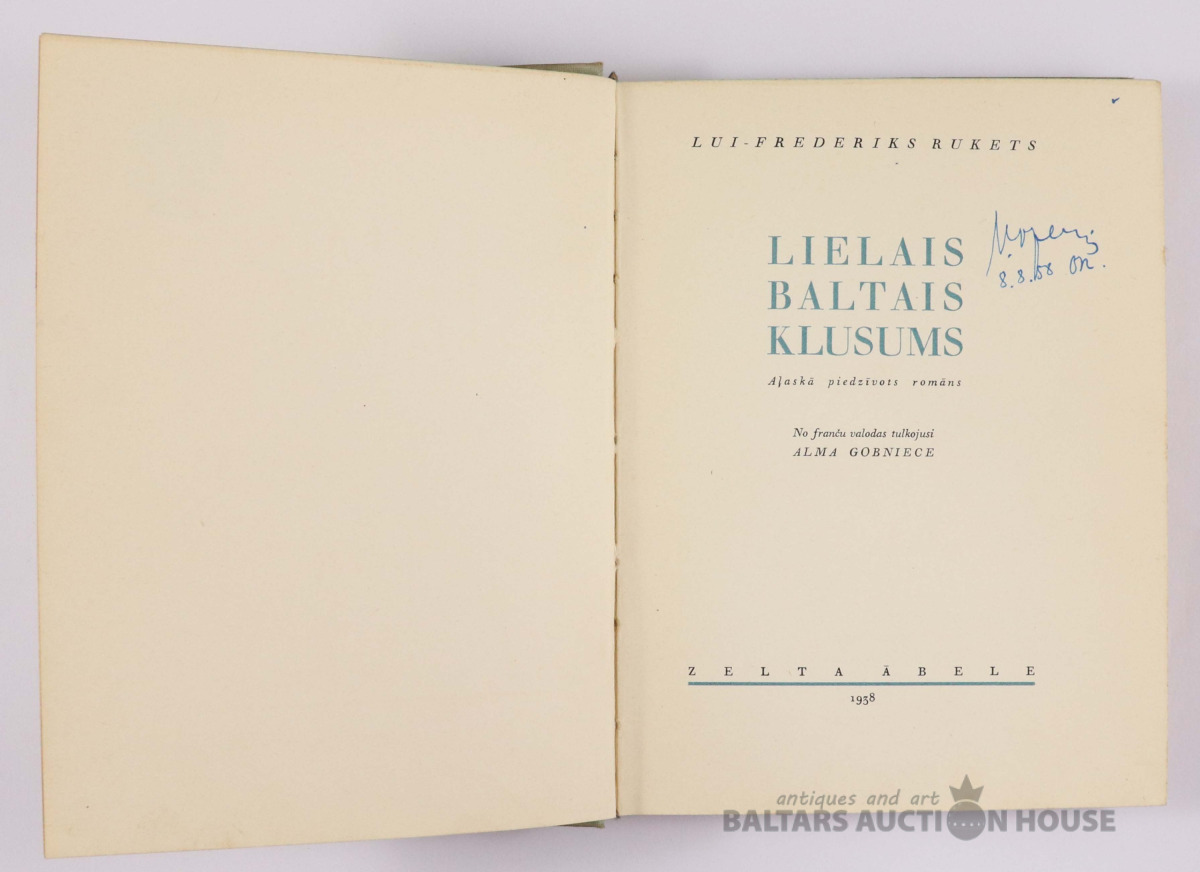 LUI-FREDERIKS RUKETS
LIELAIS
BALTAIS
KLUSUMS
Aļaskā piedzīvots romāns
No franču valodas tulkojusi
ALMA GOBNIECE
8.8.58
ZELTA ĀBELE
1938
antiques and art
BALTARS AUCTION HOUSE